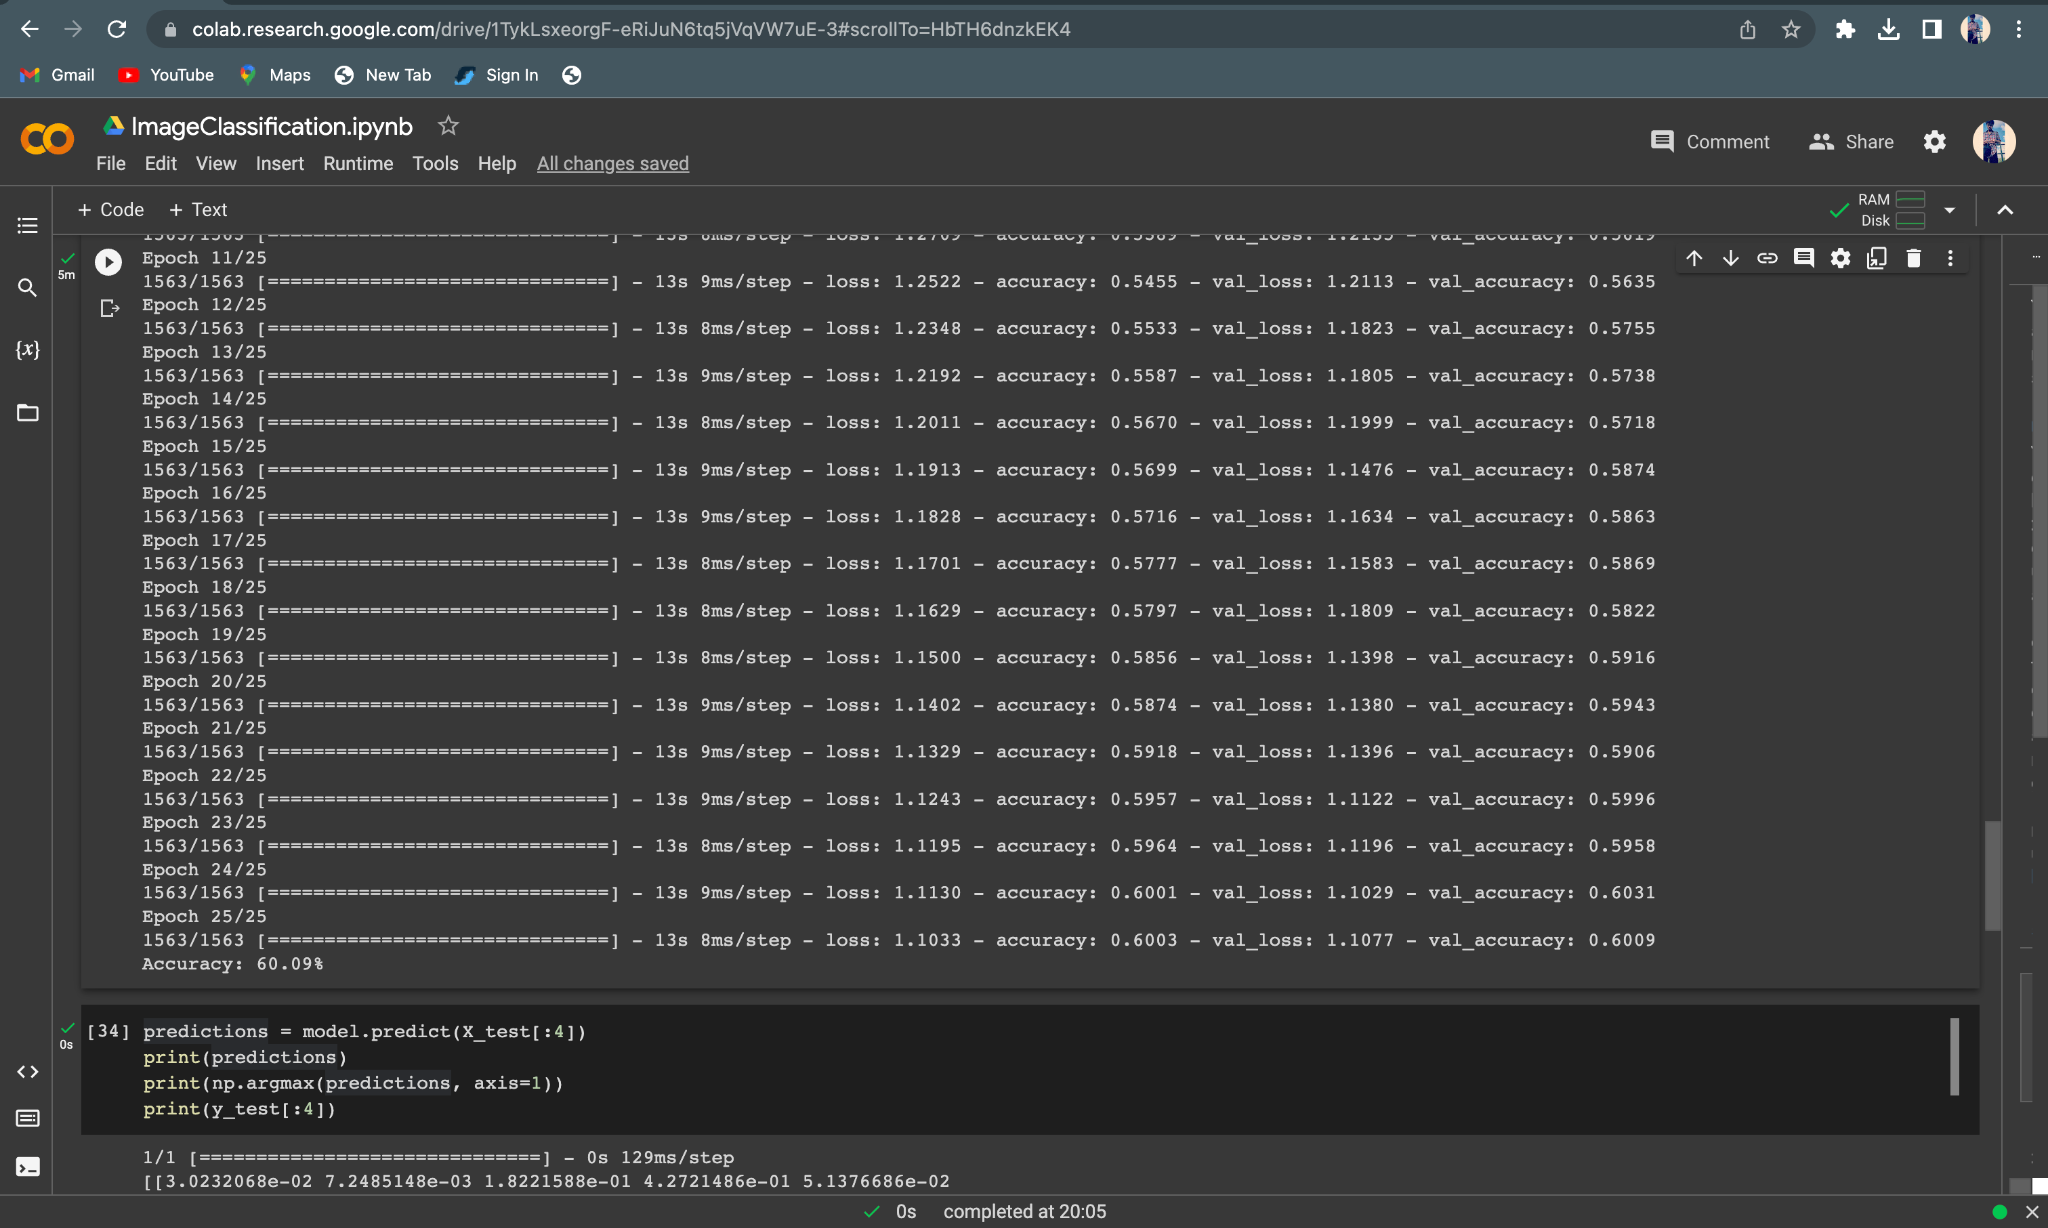 colab.research.google.com/drive/1TykLsxeorgF-eRiJuN6tq5jVqVW7uE-3#scrollTo=HbTH6dnzkEK4
Gmail YouTube Maps New Tab Sign In
ImageClassification.ipynb
Comment Share
File Edit View Insert Runtime Tools Help All changes saved
+ Code + Text
RAM
Disk
5m
Epoch 11/25
1563/1563 [==============================] - 13s 9ms/step - loss: 1.2522 - accuracy: 0.5455 - val_loss: 1.2113 - val_accuracy: 0.5635
Epoch 12/25
1563/1563 [==============================] - 13s 8ms/step - loss: 1.2348 - accuracy: 0.5533 - val_loss: 1.1823 - val_accuracy: 0.5755
Epoch 13/25
1563/1563 [==============================] - 13s 9ms/step - loss: 1.2192 - accuracy: 0.5587 - val_loss: 1.1805 - val_accuracy: 0.5738
Epoch 14/25
1563/1563 [==============================] - 13s 8ms/step - loss: 1.2011 - accuracy: 0.5670 - val_loss: 1.1999 - val_accuracy: 0.5718
Epoch 15/25
1563/1563 [==============================] - 13s 9ms/step - loss: 1.1913 - accuracy: 0.5699 - val_loss: 1.1476 - val_accuracy: 0.5874
Epoch 16/25
1563/1563 [==============================] - 13s 9ms/step - loss: 1.1828 - accuracy: 0.5716 - val_loss: 1.1634 - val_accuracy: 0.5863
Epoch 17/25
1563/1563 [==============================] - 13s 8ms/step - loss: 1.1701 - accuracy: 0.5777 - val_loss: 1.1583 - val_accuracy: 0.5869
Epoch 18/25
1563/1563 [==============================] - 13s 8ms/step - loss: 1.1629 - accuracy: 0.5797 - val_loss: 1.1809 - val_accuracy: 0.5822
Epoch 19/25
1563/1563 [==============================] - 13s 8ms/step - loss: 1.1500 - accuracy: 0.5856 - val_loss: 1.1398 - val_accuracy: 0.5916
Epoch 20/25
1563/1563 [==============================] - 13s 9ms/step - loss: 1.1402 - accuracy: 0.5874 - val_loss: 1.1380 - val_accuracy: 0.5943
Epoch 21/25
1563/1563 [==============================] - 13s 9ms/step - loss: 1.1329 - accuracy: 0.5918 - val_loss: 1.1396 - val_accuracy: 0.5906
Epoch 22/25
1563/1563 [==============================] - 13s 9ms/step - loss: 1.1243 - accuracy: 0.5957 - val_loss: 1.1122 - val_accuracy: 0.5996
Epoch 23/25
1563/1563 [==============================] - 13s 8ms/step - loss: 1.1195 - accuracy: 0.5964 - val_loss: 1.1196 - val_accuracy: 0.5958
Epoch 24/25
1563/1563 [==============================] - 13s 9ms/step - loss: 1.1130 - accuracy: 0.6001 - val_loss: 1.1029 - val_accuracy: 0.6031
Epoch 25/25
1563/1563 [==============================] - 13s 8ms/step - loss: 1.1033 - accuracy: 0.6003 - val_loss: 1.1077 - val_accuracy: 0.6009
Accuracy: 60.09%
[34] predictions = model.predict(X_test[:4])
0s
print(predictions)
print(np.argmax(predictions, axis=1))
print(y_test[:4])
1/1 [==============================] - 0s 129ms/step
[[3.0232068e-02 7.2485148e-03 1.8221588e-01 4.2721486e-01 5.1376686e-02
0s completed at 20:05